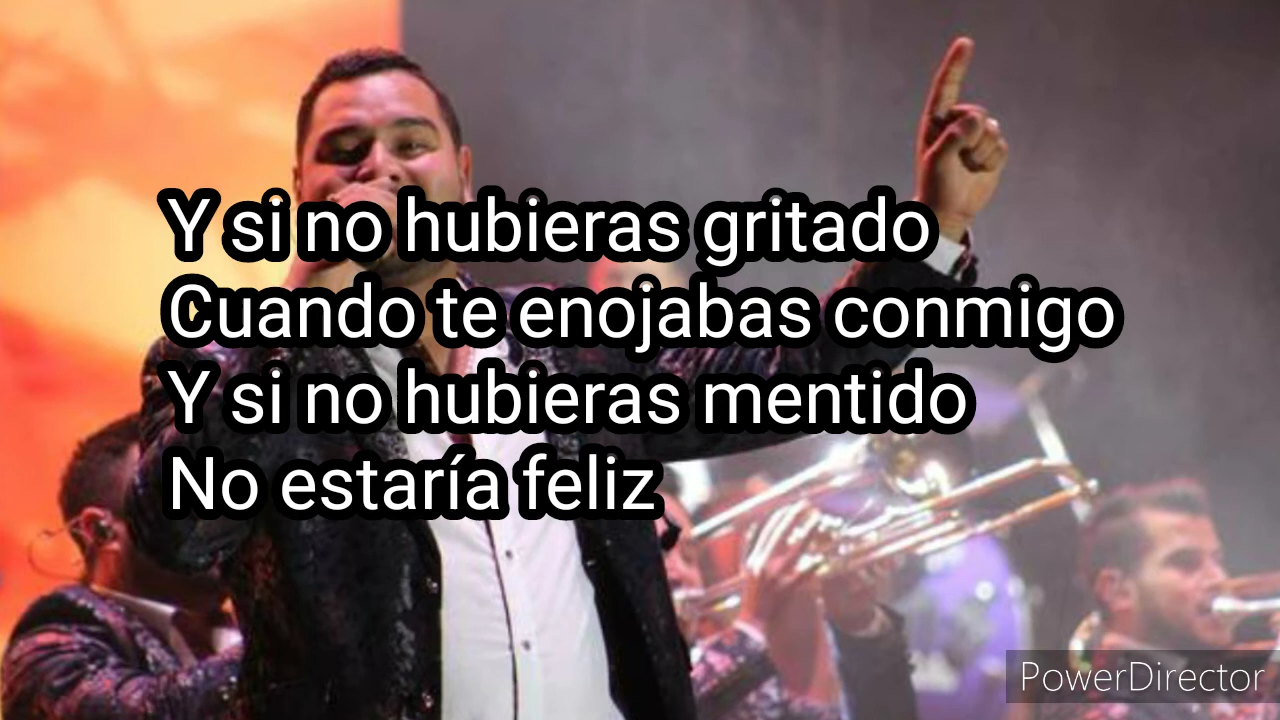 Y si no hubieras gritado
Cuando te enojabas conmigo
Y si no hubieras mentido
No estaría feliz
PowerDirector